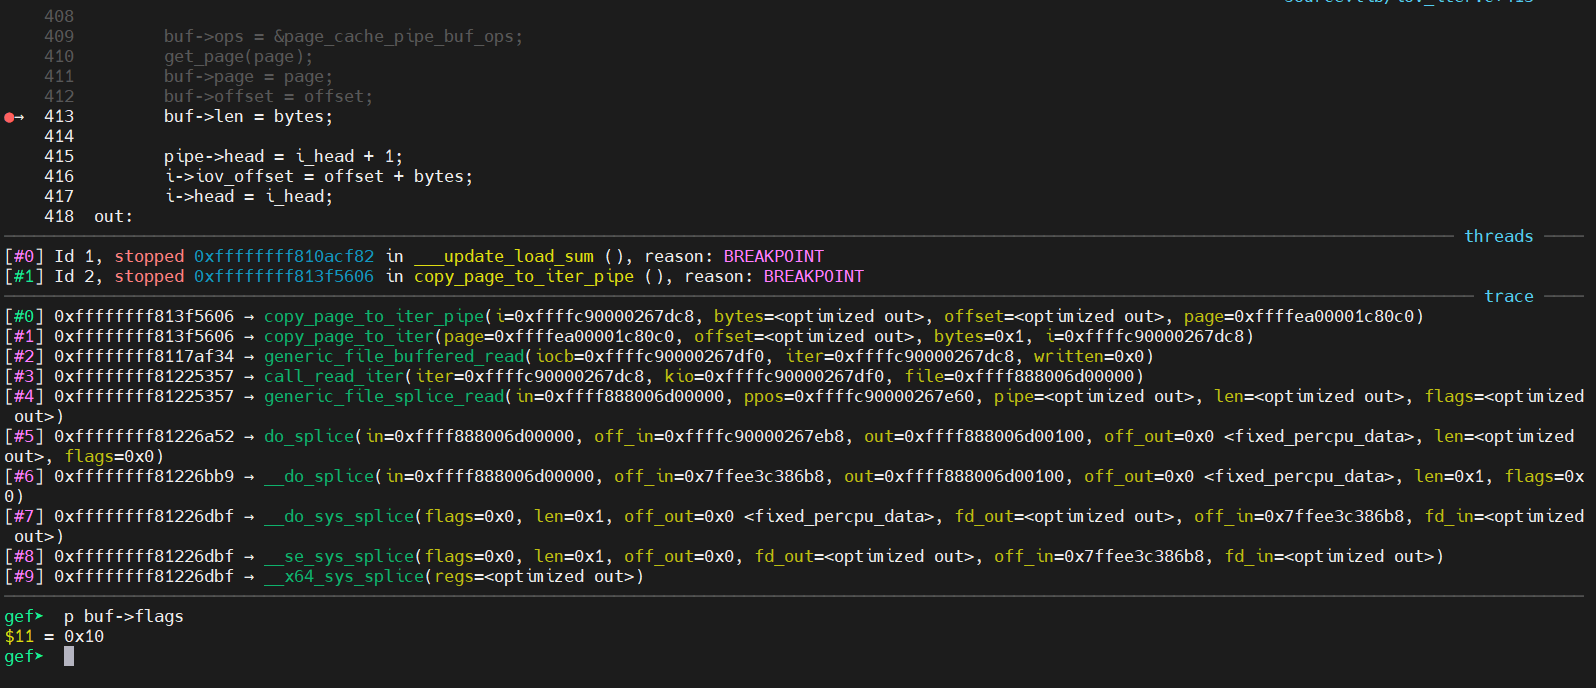 408
409         buf->ops = &page_cache_pipe_buf_ops;
410         get_page(page);
411         buf->page = page;
412         buf->offset = offset;
●→  413         buf->len = bytes;
414
415         pipe->head = i_head + 1;
416         i->iov_offset = offset + bytes;
417         i->head = i_head;
418  out:
threads
[#0] Id 1, stopped 0xffffffff810acf82 in ___update_load_sum (), reason: BREAKPOINT
[#1] Id 2, stopped 0xffffffff813f5606 in copy_page_to_iter_pipe (), reason: BREAKPOINT
trace
[#0] 0xffffffff813f5606 → copy_page_to_iter_pipe(i=0xffffc90000267dc8, bytes=<optimized out>, offset=<optimized out>, page=0xffffea00001c80c0)
[#1] 0xffffffff813f5606 → copy_page_to_iter(page=0xffffea00001c80c0, offset=<optimized out>, bytes=0x1, i=0xffffc90000267dc8)
[#2] 0xffffffff8117af34 → generic_file_buffered_read(iocb=0xffffc90000267df0, iter=0xffffc90000267dc8, written=0x0)
[#3] 0xffffffff81225357 → call_read_iter(iter=0xffffc90000267dc8, kio=0xffffc90000267df0, file=0xffff888006d00000)
[#4] 0xffffffff81225357 → generic_file_splice_read(in=0xffff888006d00000, ppos=0xffffc90000267e60, pipe=<optimized out>, len=<optimized out>, flags=<optimized
out>)
[#5] 0xffffffff81226a52 → do_splice(in=0xffff888006d00000, off_in=0xffffc90000267eb8, out=0xffff888006d00100, off_out=0x0 <fixed_percpu_data>, len=<optimized
out>, flags=0x0)
[#6] 0xffffffff81226bb9 → __do_splice(in=0xffff888006d00000, off_in=0x7ffee3c386b8, out=0xffff888006d00100, off_out=0x0 <fixed_percpu_data>, len=0x1, flags=0x
0)
[#7] 0xffffffff81226dbf → __do_sys_splice(flags=0x0, len=0x1, off_out=0x0 <fixed_percpu_data>, fd_out=<optimized out>, off_in=0x7ffee3c386b8, fd_in=<optimized
out>)
[#8] 0xffffffff81226dbf → __se_sys_splice(flags=0x0, len=0x1, off_out=0x0, fd_out=<optimized out>, off_in=0x7ffee3c386b8, fd_in=<optimized out>)
[#9] 0xffffffff81226dbf → __x64_sys_splice(regs=<optimized out>)
gef➤  p buf->flags
$11 = 0x10
gef➤